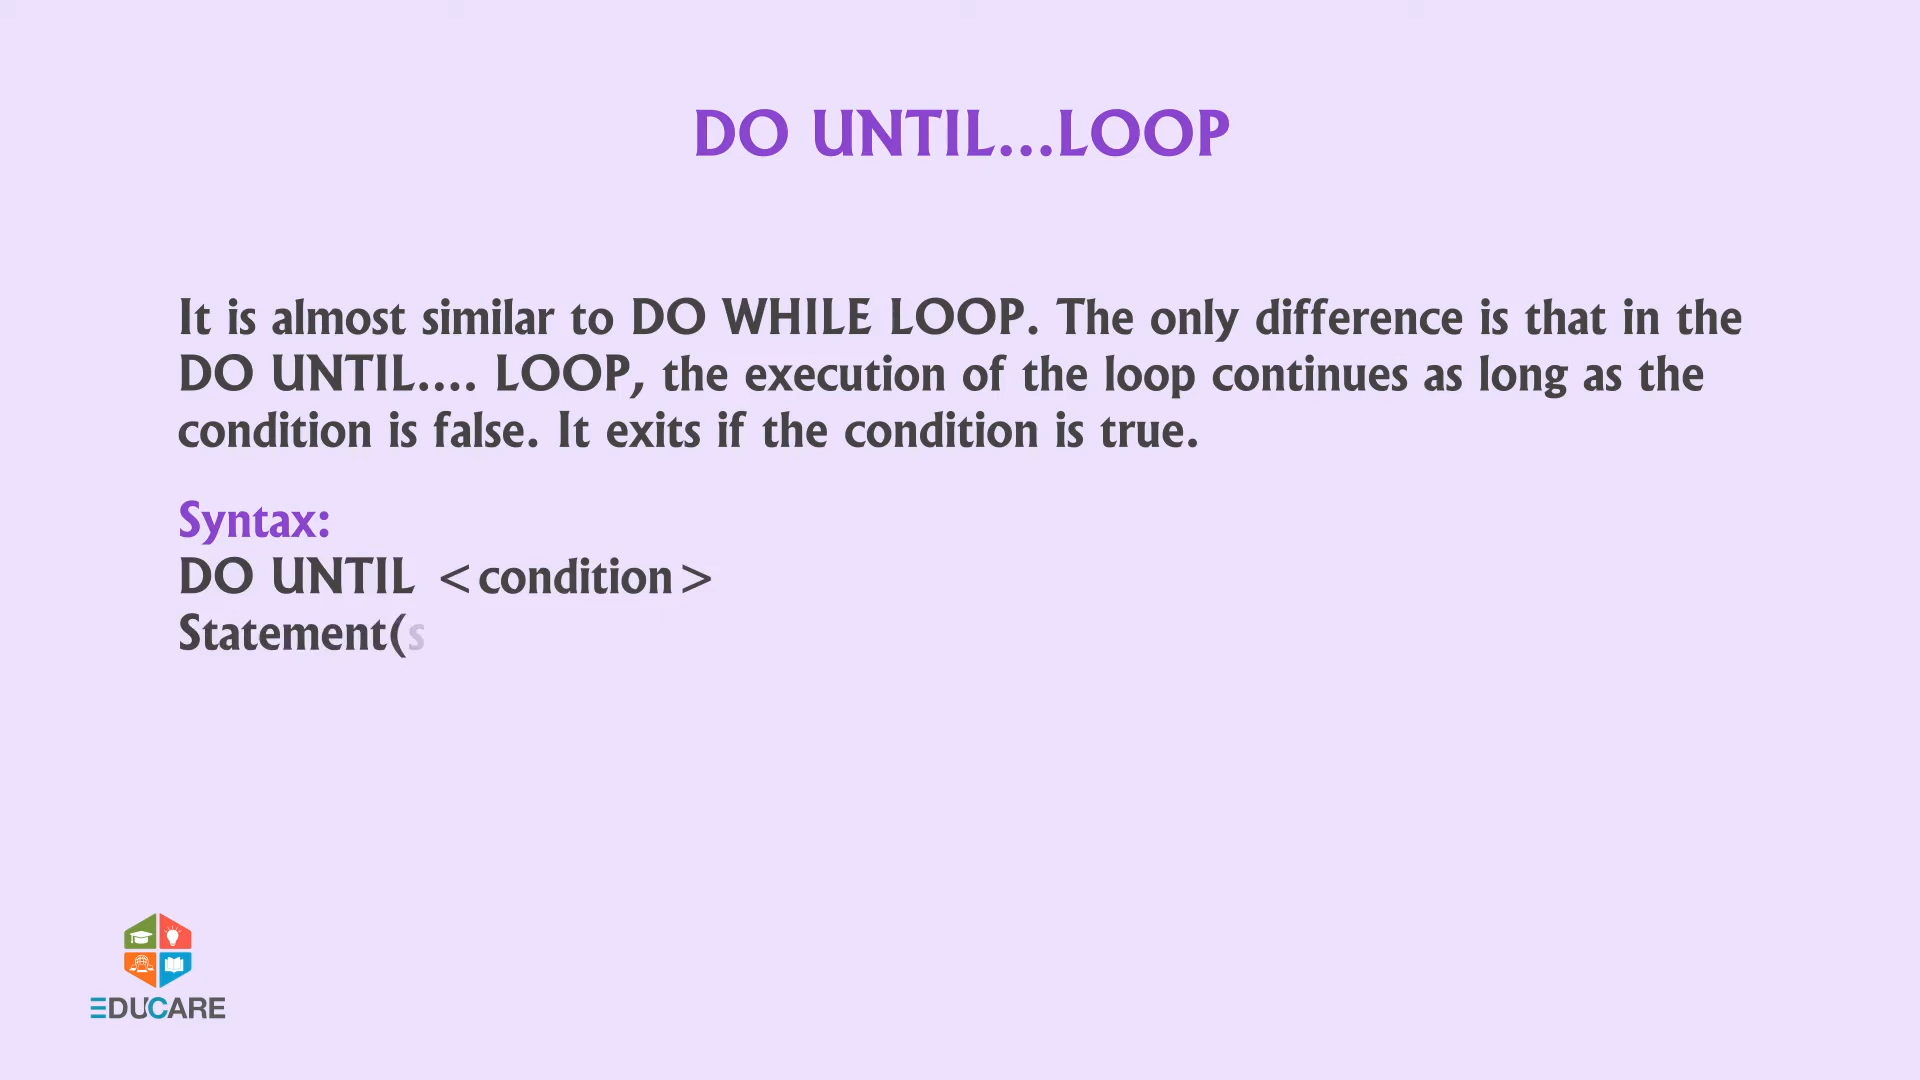 DO UNTIL...LOOP
It is almost similar to DO WHILE LOOP. The only difference is that in the
DO UNTIL.... LOOP, the execution of the loop continues as long as the
condition is false. It exits if the condition is true.
Syntax:
DO UNTIL <condition>
Statement(s
EDUCARE